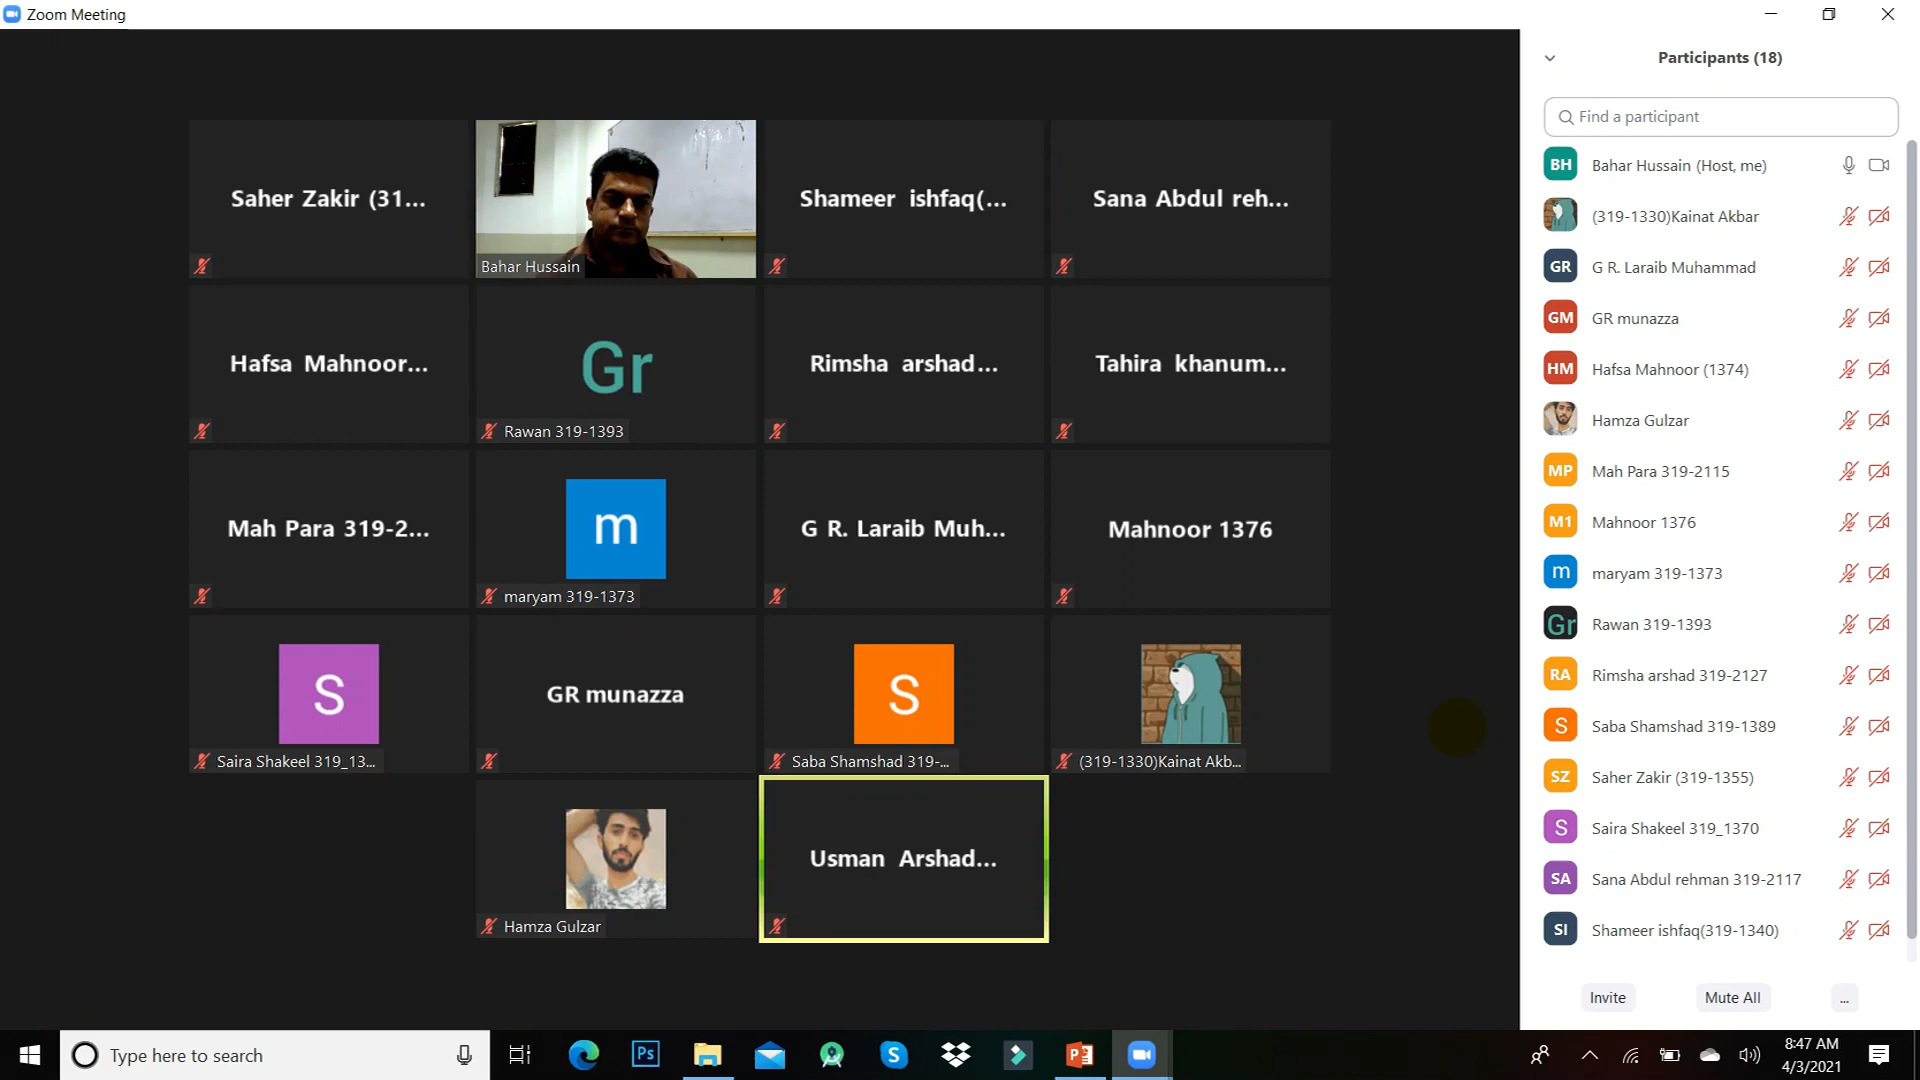 Zoom Meeting
Saher Zakir (31...
Bahar Hussain
Shameer ishfaq(...
Sana Abdul reh...
Hafsa Mahnoor...
Gr
Rawan 319-1393
Rimsha arshad...
Tahira khanum...
Mah Para 319-2...
m
maryam 319-1373
G R. Laraib Muh...
Mahnoor 1376
S
Saira Shakeel 319_13...
GR munazza
S
Saba Shamshad 319-...
(319-1330)Kainat Akb...
Hamza Gulzar
Usman Arshad...
Participants (18)
Find a participant
BH Bahar Hussain (Host, me)
(319-1330)Kainat Akbar
GR G R. Laraib Muhammad
GM GR munazza
HM Hafsa Mahnoor (1374)
Hamza Gulzar
MP Mah Para 319-2115
M1 Mahnoor 1376
m maryam 319-1373
Gr Rawan 319-1393
RA Rimsha arshad 319-2127
S Saba Shamshad 319-1389
SZ Saher Zakir (319-1355)
S Saira Shakeel 319_1370
SA Sana Abdul rehman 319-2117
SI Shameer ishfaq(319-1340)
Invite
Mute All
...
Type here to search
Ps
S
P
8:47 AM
4/3/2021